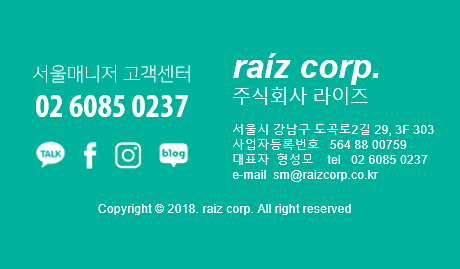 서울매니저 고객센터
02 6085 0237
TALK
blog
raíz corp.
주식회사 라이즈
서울시 강남구 도곡로2길 29, 3F 303
사업자등록번호 564 88 00759
대표자 형성모 tel 02 6085 0237
e-mail sm@raizcorp.co.kr
Copyright © 2018. raiz corp. All right reserved